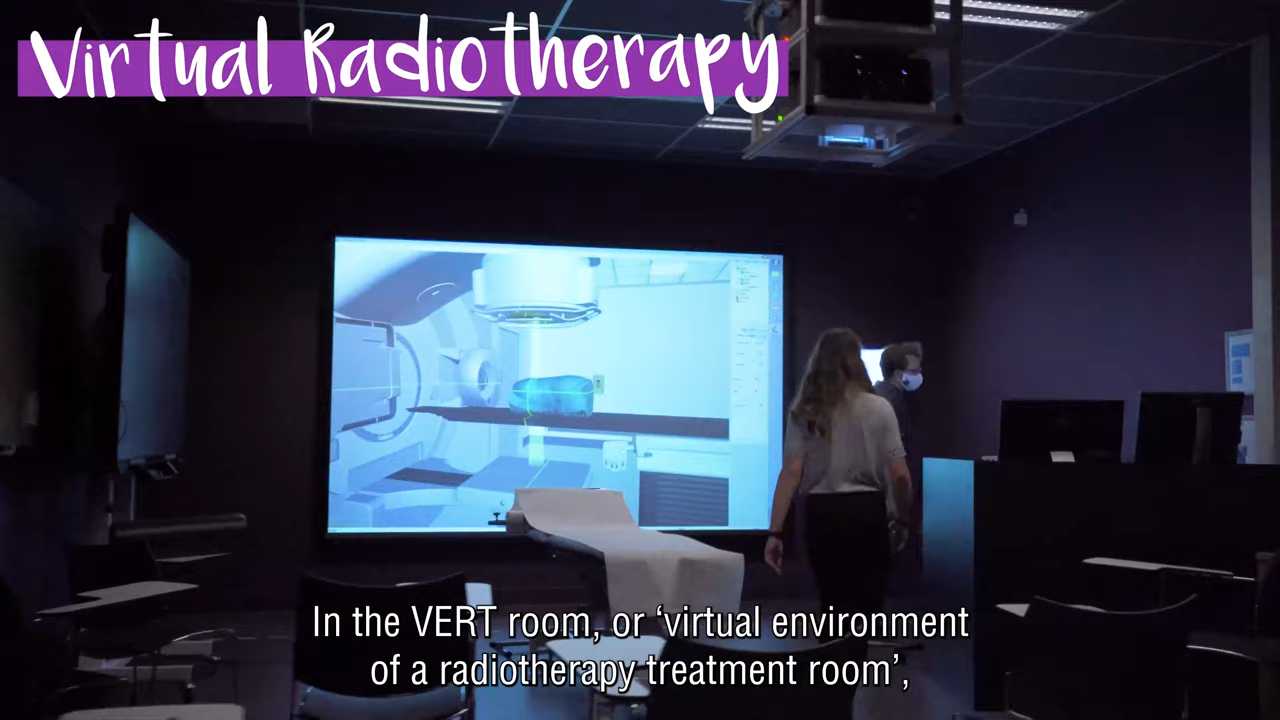 Virtual Radiotherapy
In the VERT room, or ‘virtual environment
of a radiotherapy treatment room’,